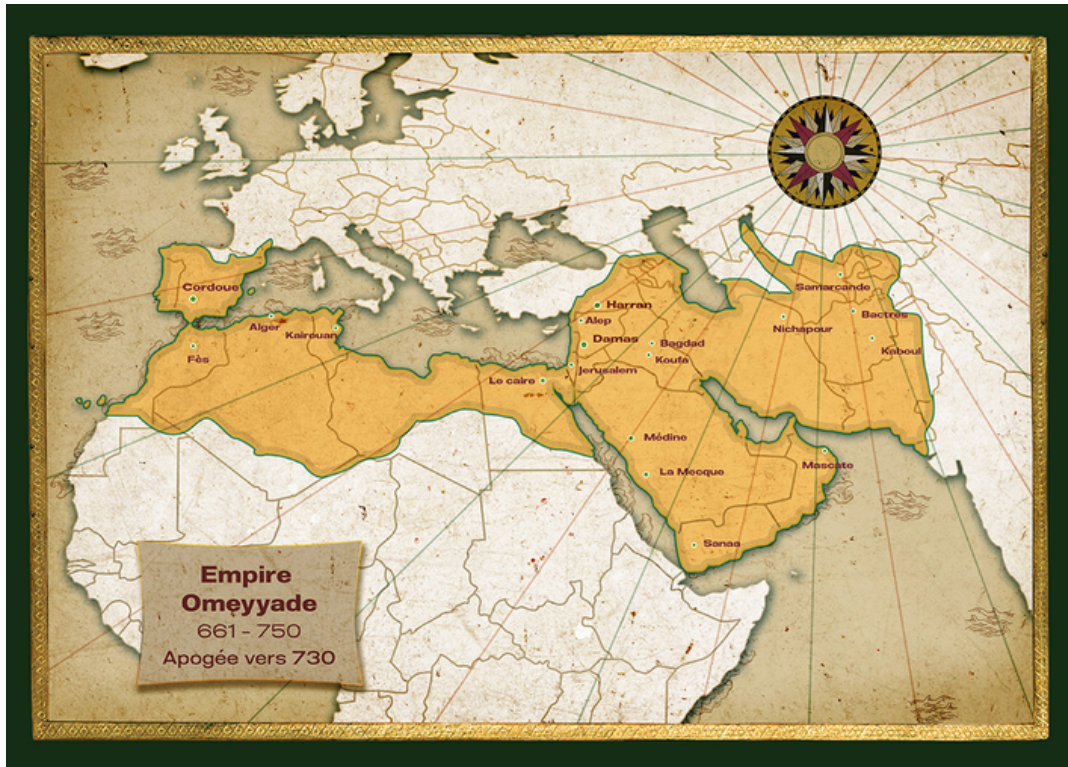 Cordoue
Harran
Samarcande
Alep
Alger
Nichapour
Bactres
Kairouan
Damas
Bagdad
Kaboul
Fès
Koufa
Jerusalem
Le caire
Médine
Mascate
La Mecque
Sanaa
Empire
Omeyyade
661 - 750
Apogée vers 730